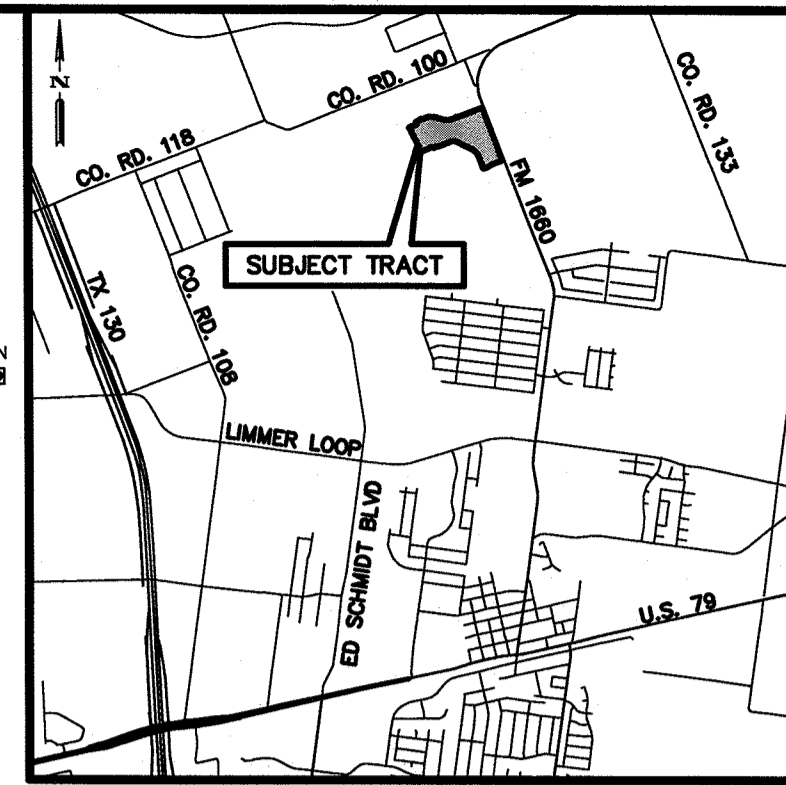 N
CO. RD. 100
CO. RD. 133
CO. RD. 118
FM 1660
SUBJECT TRACT
TX 130
CO. RD. 108
LIMMER LOOP
ED SCHMIDT BLVD
U.S. 79